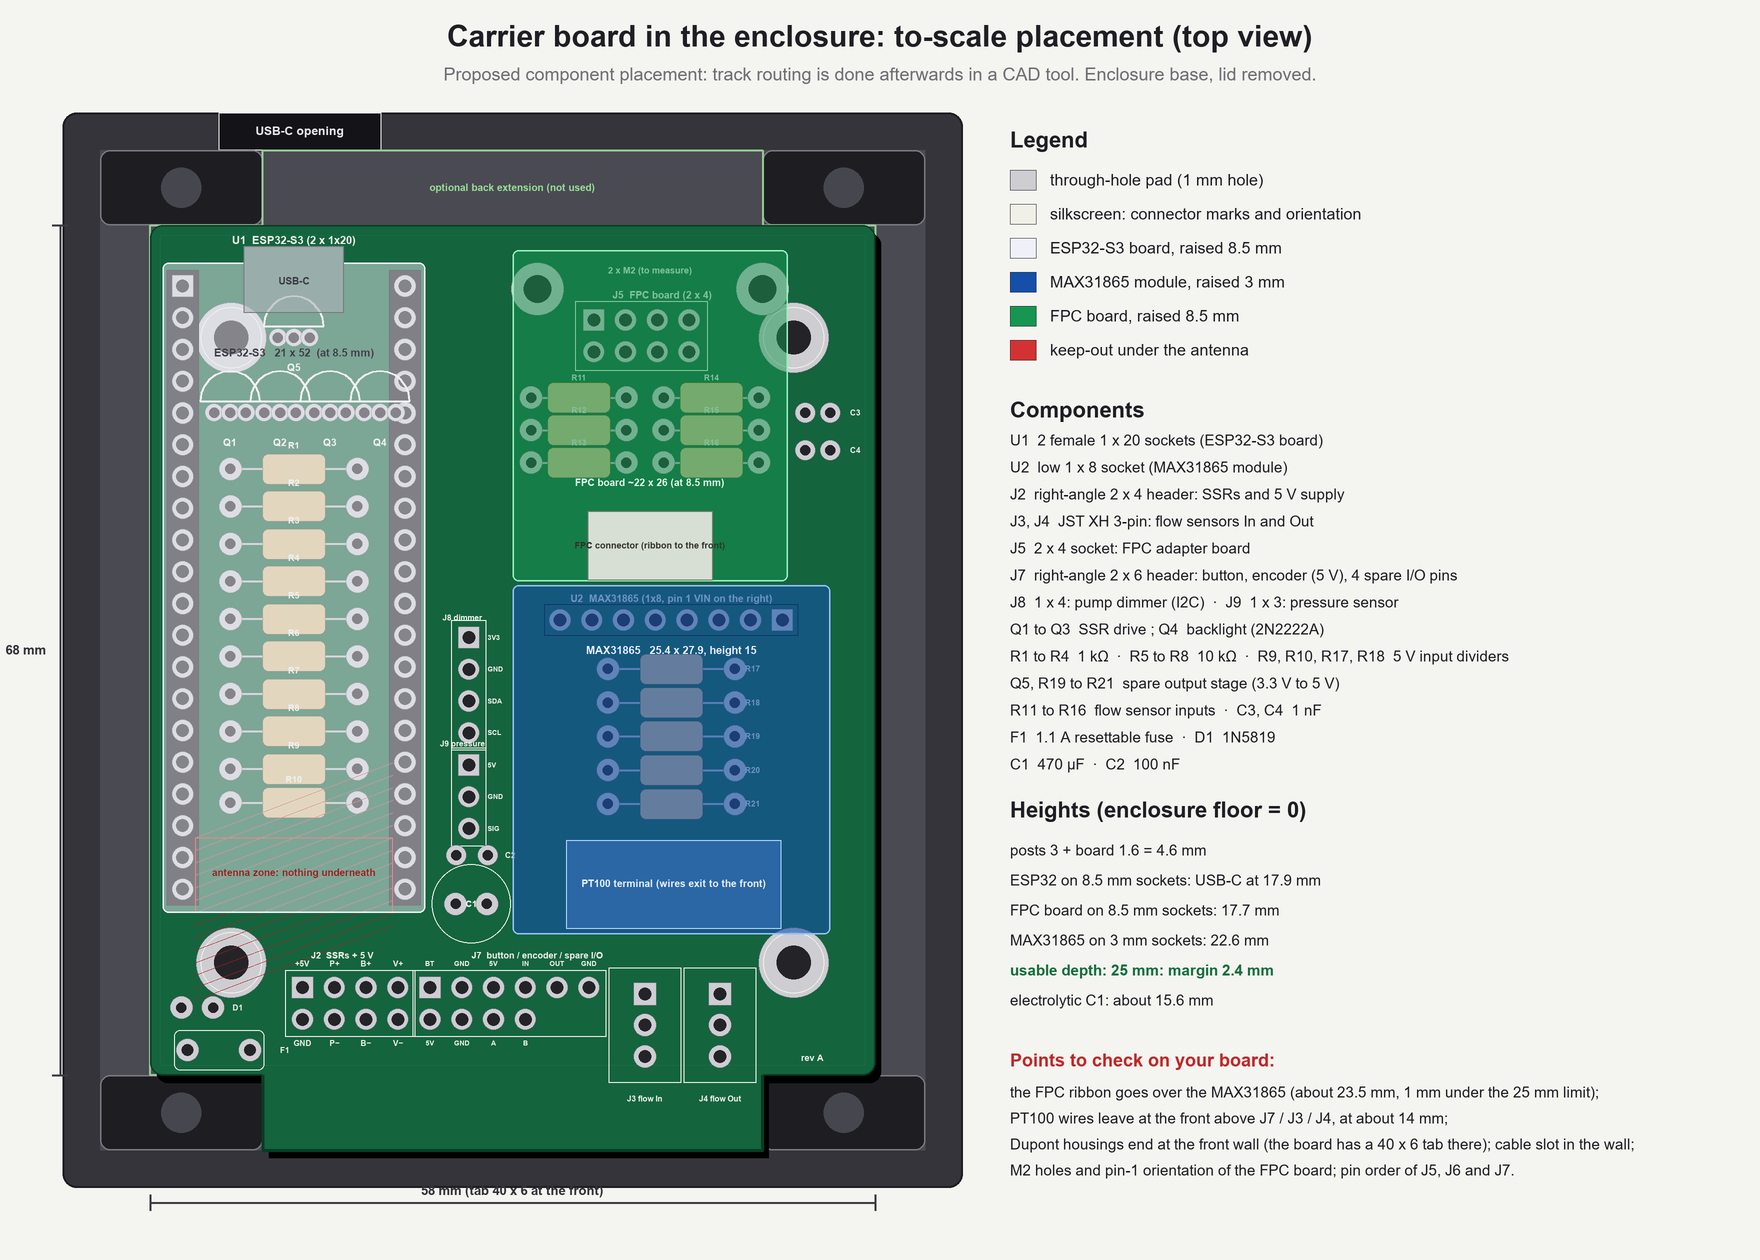 Carrier board in the enclosure: to-scale placement (top view)
Proposed component placement: track routing is done afterwards in a CAD tool. Enclosure base, lid removed.
USB-C opening
optional back extension (not used)
U1 ESP32-S3 (2 x 1x20)
USB-C
ESP32-S3 21 x 52 (at 8.5 mm)
Q5
Q1
Q2
Q3
Q4
R1
R2
R3
R4
R5
R6
R7
R8
R9
R10
antenna zone: nothing underneath
2 x M2 (to measure)
J5 FPC board (2 x 4)
R11
R14
R12
R15
R13
R16
FPC board ~22 x 26 (at 8.5 mm)
FPC connector (ribbon to the front)
C3
C4
U2 MAX31865 (1x8, pin 1 VIN on the right)
MAX31865 25.4 x 27.9, height 15
R17
R18
R19
R20
R21
PT100 terminal (wires exit to the front)
J8 dimmer
3V3
GND
SDA
SCL
J9 pressure
5V
GND
SIG
C2
C1
J2 SSRs + 5 V
+5V P+ B+ V+
GND P− B− V−
J7 button / encoder / spare I/O
BT GND 5V IN OUT GND
5V GND A B
D1
F1
J3 flow In
J4 flow Out
rev A
68 mm
58 mm (tab 40 x 6 at the front)
Legend
through-hole pad (1 mm hole)
silkscreen: connector marks and orientation
ESP32-S3 board, raised 8.5 mm
MAX31865 module, raised 3 mm
FPC board, raised 8.5 mm
keep-out under the antenna
Components
U1 2 female 1 x 20 sockets (ESP32-S3 board)
U2 low 1 x 8 socket (MAX31865 module)
J2 right-angle 2 x 4 header: SSRs and 5 V supply
J3, J4 JST XH 3-pin: flow sensors In and Out
J5 2 x 4 socket: FPC adapter board
J7 right-angle 2 x 6 header: button, encoder (5 V), 4 spare I/O pins
J8 1 x 4: pump dimmer (I2C) · J9 1 x 3: pressure sensor
Q1 to Q3 SSR drive ; Q4 backlight (2N2222A)
R1 to R4 1 kΩ · R5 to R8 10 kΩ · R9, R10, R17, R18 5 V input dividers
Q5, R19 to R21 spare output stage (3.3 V to 5 V)
R11 to R16 flow sensor inputs · C3, C4 1 nF
F1 1.1 A resettable fuse · D1 1N5819
C1 470 µF · C2 100 nF
Heights (enclosure floor = 0)
posts 3 + board 1.6 = 4.6 mm
ESP32 on 8.5 mm sockets: USB-C at 17.9 mm
FPC board on 8.5 mm sockets: 17.7 mm
MAX31865 on 3 mm sockets: 22.6 mm
usable depth: 25 mm: margin 2.4 mm
electrolytic C1: about 15.6 mm
Points to check on your board:
the FPC ribbon goes over the MAX31865 (about 23.5 mm, 1 mm under the 25 mm limit);
PT100 wires leave at the front above J7 / J3 / J4, at about 14 mm;
Dupont housings end at the front wall (the board has a 40 x 6 tab there); cable slot in the wall;
M2 holes and pin-1 orientation of the FPC board; pin order of J5, J6 and J7.